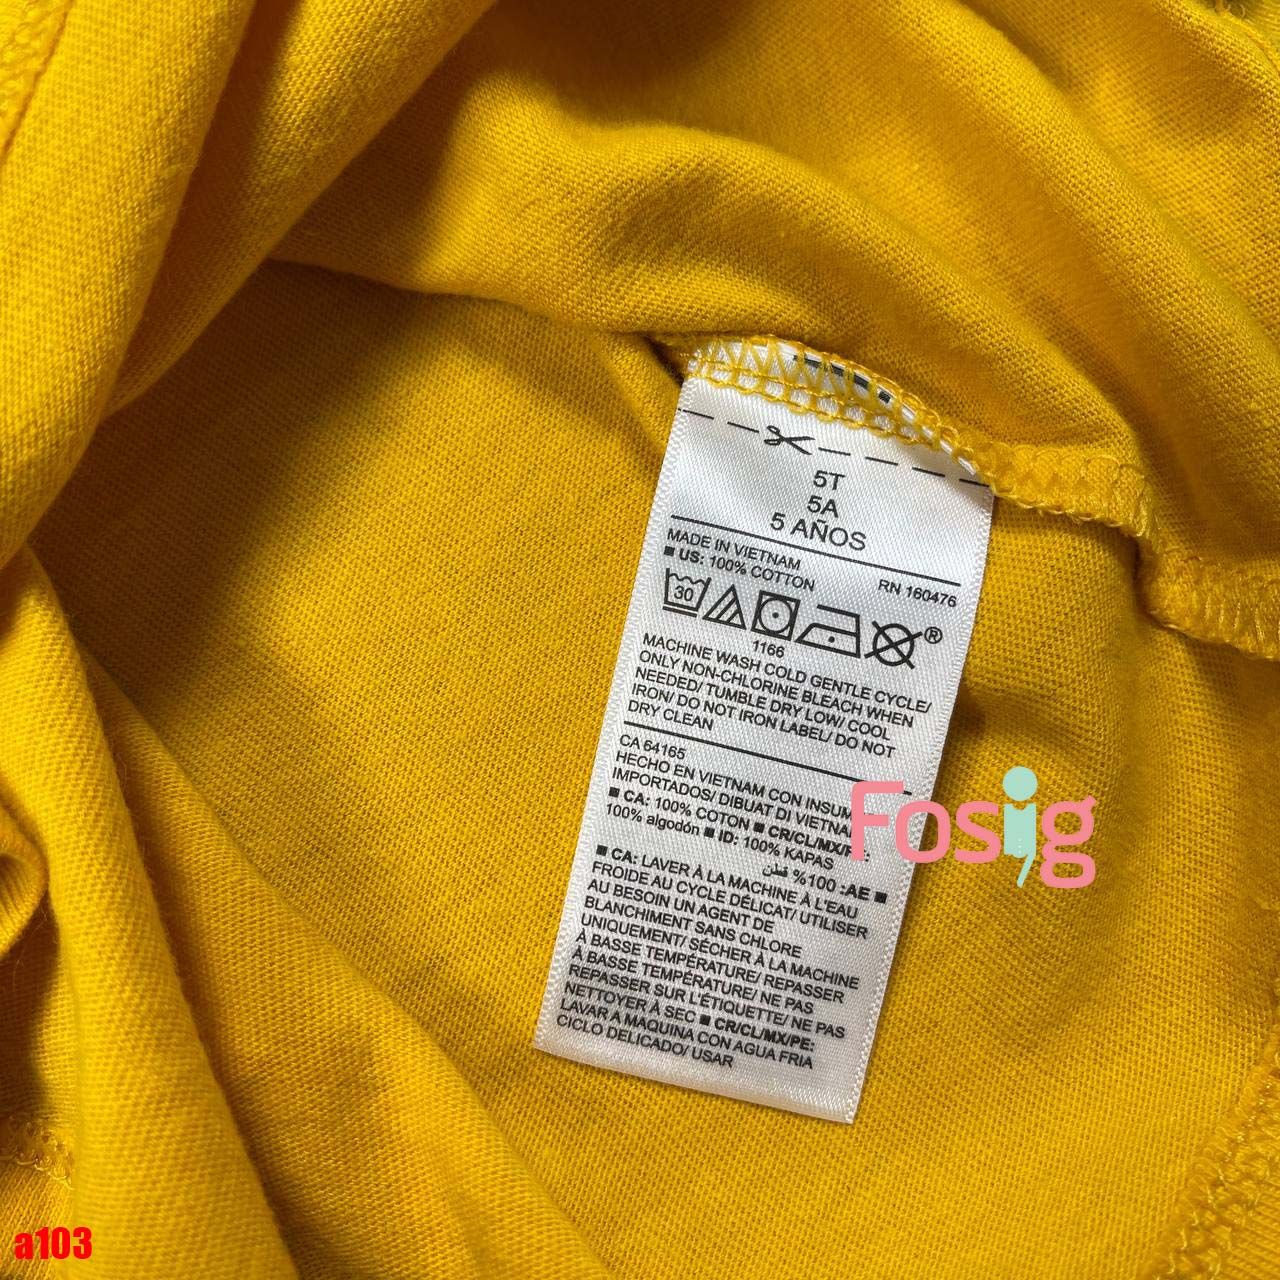 5T
5A
5 AÑOS
MADE IN VIETNAM
■ US: 100% COTTON
RN 160476
30
®
1166
MACHINE WASH COLD GENTLE CYCLE/
ONLY NON-CHLORINE BLEACH WHEN
NEEDED/ TUMBLE DRY LOW/ COOL
IRON/ DO NOT IRON LABEL/ DO NOT
DRY CLEAN
CA 64165
HECHO EN VIETNAM CON
IMPORTADOS/ DIBUAT DI
■ CA: 100% COTON ■ CR/CL/MX/
100% algodón ■ ID: 100% KAPAS
■ AE: 100% قطن
■ CA: LAVER À LA MACHINE À L'EAU
FROIDE AU CYCLE DÉLICAT/ UTILISER
AU BESOIN UN AGENT DE
BLANCHIMENT SANS CHLORE
UNIQUEMENT/ SÉCHER À LA MACHINE
À BASSE TEMPÉRATURE/ REPASSER
À BASSE TEMPÉRATURE/ NE PAS
REPASSER SUR L'ÉTIQUETTE/ NE PAS
NETTOYER À SEC ■ CR/CL/MX/PE:
LAVAR A MAQUINA CON AGUA FRIA
CICLO DELICADO/ USAR
Fosig
a103